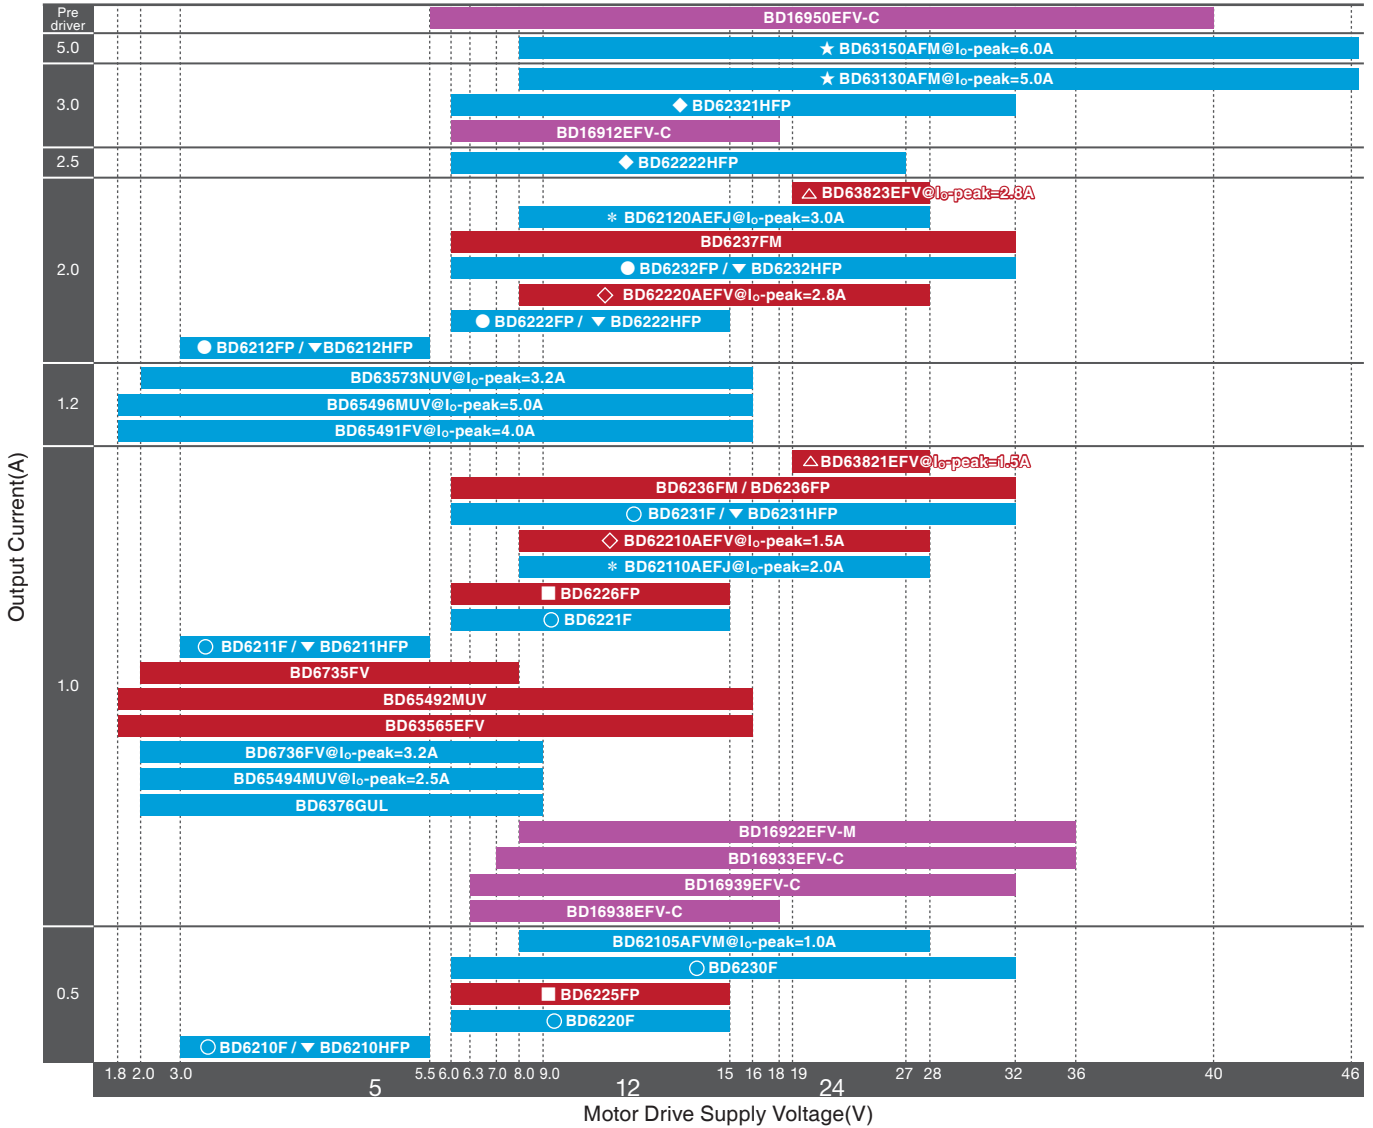 Pre
driver
BD16950EFV-C
5.0
★ BD63150AFM@Io-peak=6.0A
3.0
★ BD63130AFM@Io-peak=5.0A
◆ BD62321HFP
BD16912EFV-C
2.5
◆ BD62222HFP
2.0
△ BD63823EFV@Io-peak=2.8A
* BD62120AEFJ@Io-peak=3.0A
BD6237FM
● BD6232FP / ▼ BD6232HFP
◇ BD62220AEFV@Io-peak=2.8A
● BD6222FP / ▼ BD6222HFP
● BD6212FP / ▼BD6212HFP
1.2
BD63573NUV@Io-peak=3.2A
BD65496MUV@Io-peak=5.0A
BD65491FV@Io-peak=4.0A
1.0
△BD63821EFV@Io-peak=1.5A
BD6236FM / BD6236FP
○ BD6231F / ▼ BD6231HFP
◇ BD62210AEFV@Io-peak=1.5A
* BD62110AEFJ@Io-peak=2.0A
■ BD6226FP
○ BD6221F
○ BD6211F / ▼ BD6211HFP
BD6735FV
BD65492MUV
BD63565EFV
BD6736FV@Io-peak=3.2A
BD65494MUV@Io-peak=2.5A
BD6376GUL
BD16922EFV-M
BD16933EFV-C
BD16939EFV-C
BD16938EFV-C
0.5
BD62105AFVM@Io-peak=1.0A
○ BD6230F
■ BD6225FP
○ BD6220F
○ BD6210F / ▼ BD6210HFP
Output Current(A)
1.8 2.0 3.0 5.5 6.0 6.3 7.0 8.0 9.0 15 16 18 19 27 28 32 36 40 46
5 12 24
Motor Drive Supply Voltage(V)